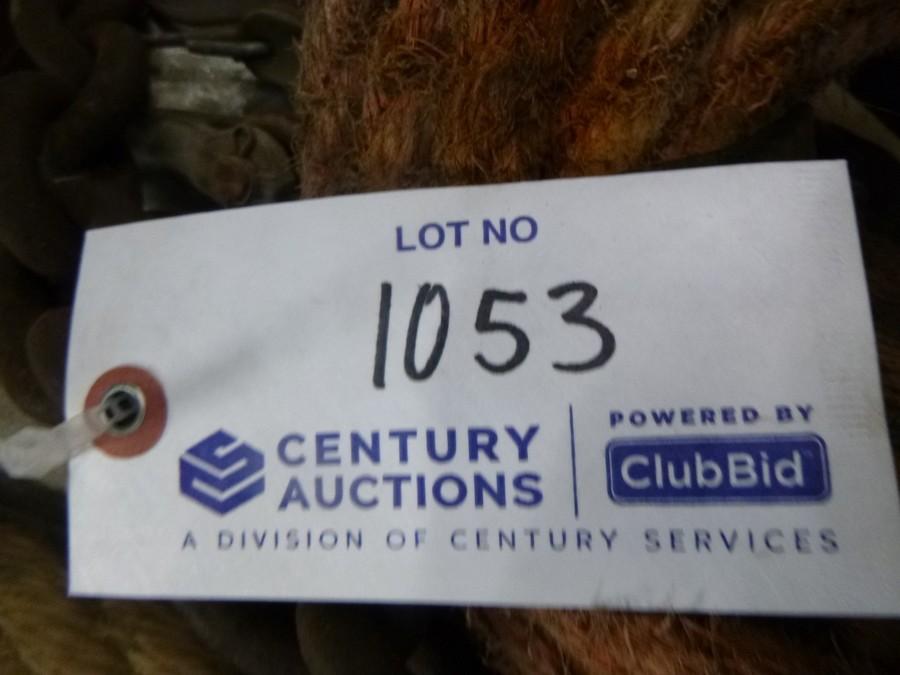 LOT NO
1053
CENTURY
AUCTIONS
POWERED BY
ClubBid
A DIVISION OF CENTURY SERVICES